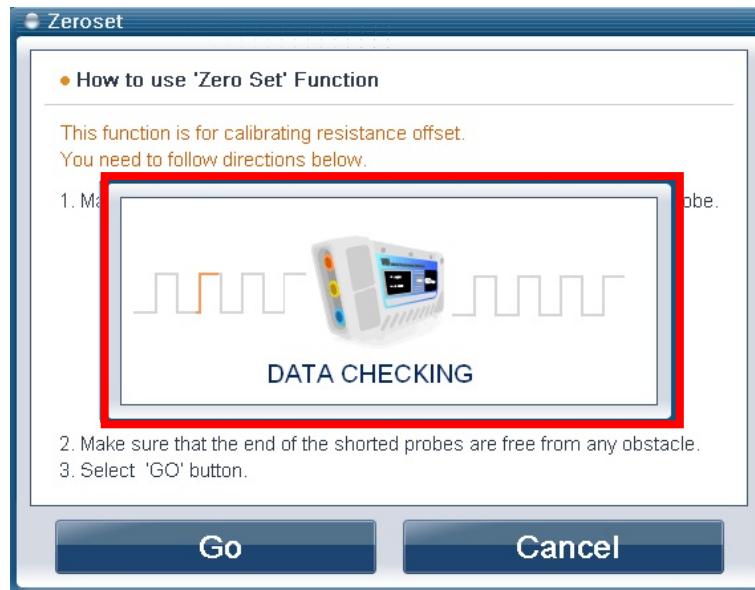 Zeroset
How to use 'Zero Set' Function
This function is for calibrating resistance offset.
You need to follow directions below.
1.
DATA CHECKING
2. Make sure that the end of the shorted probes are free from any obstacle.
3. Select 'GO' button.
Go
Cancel